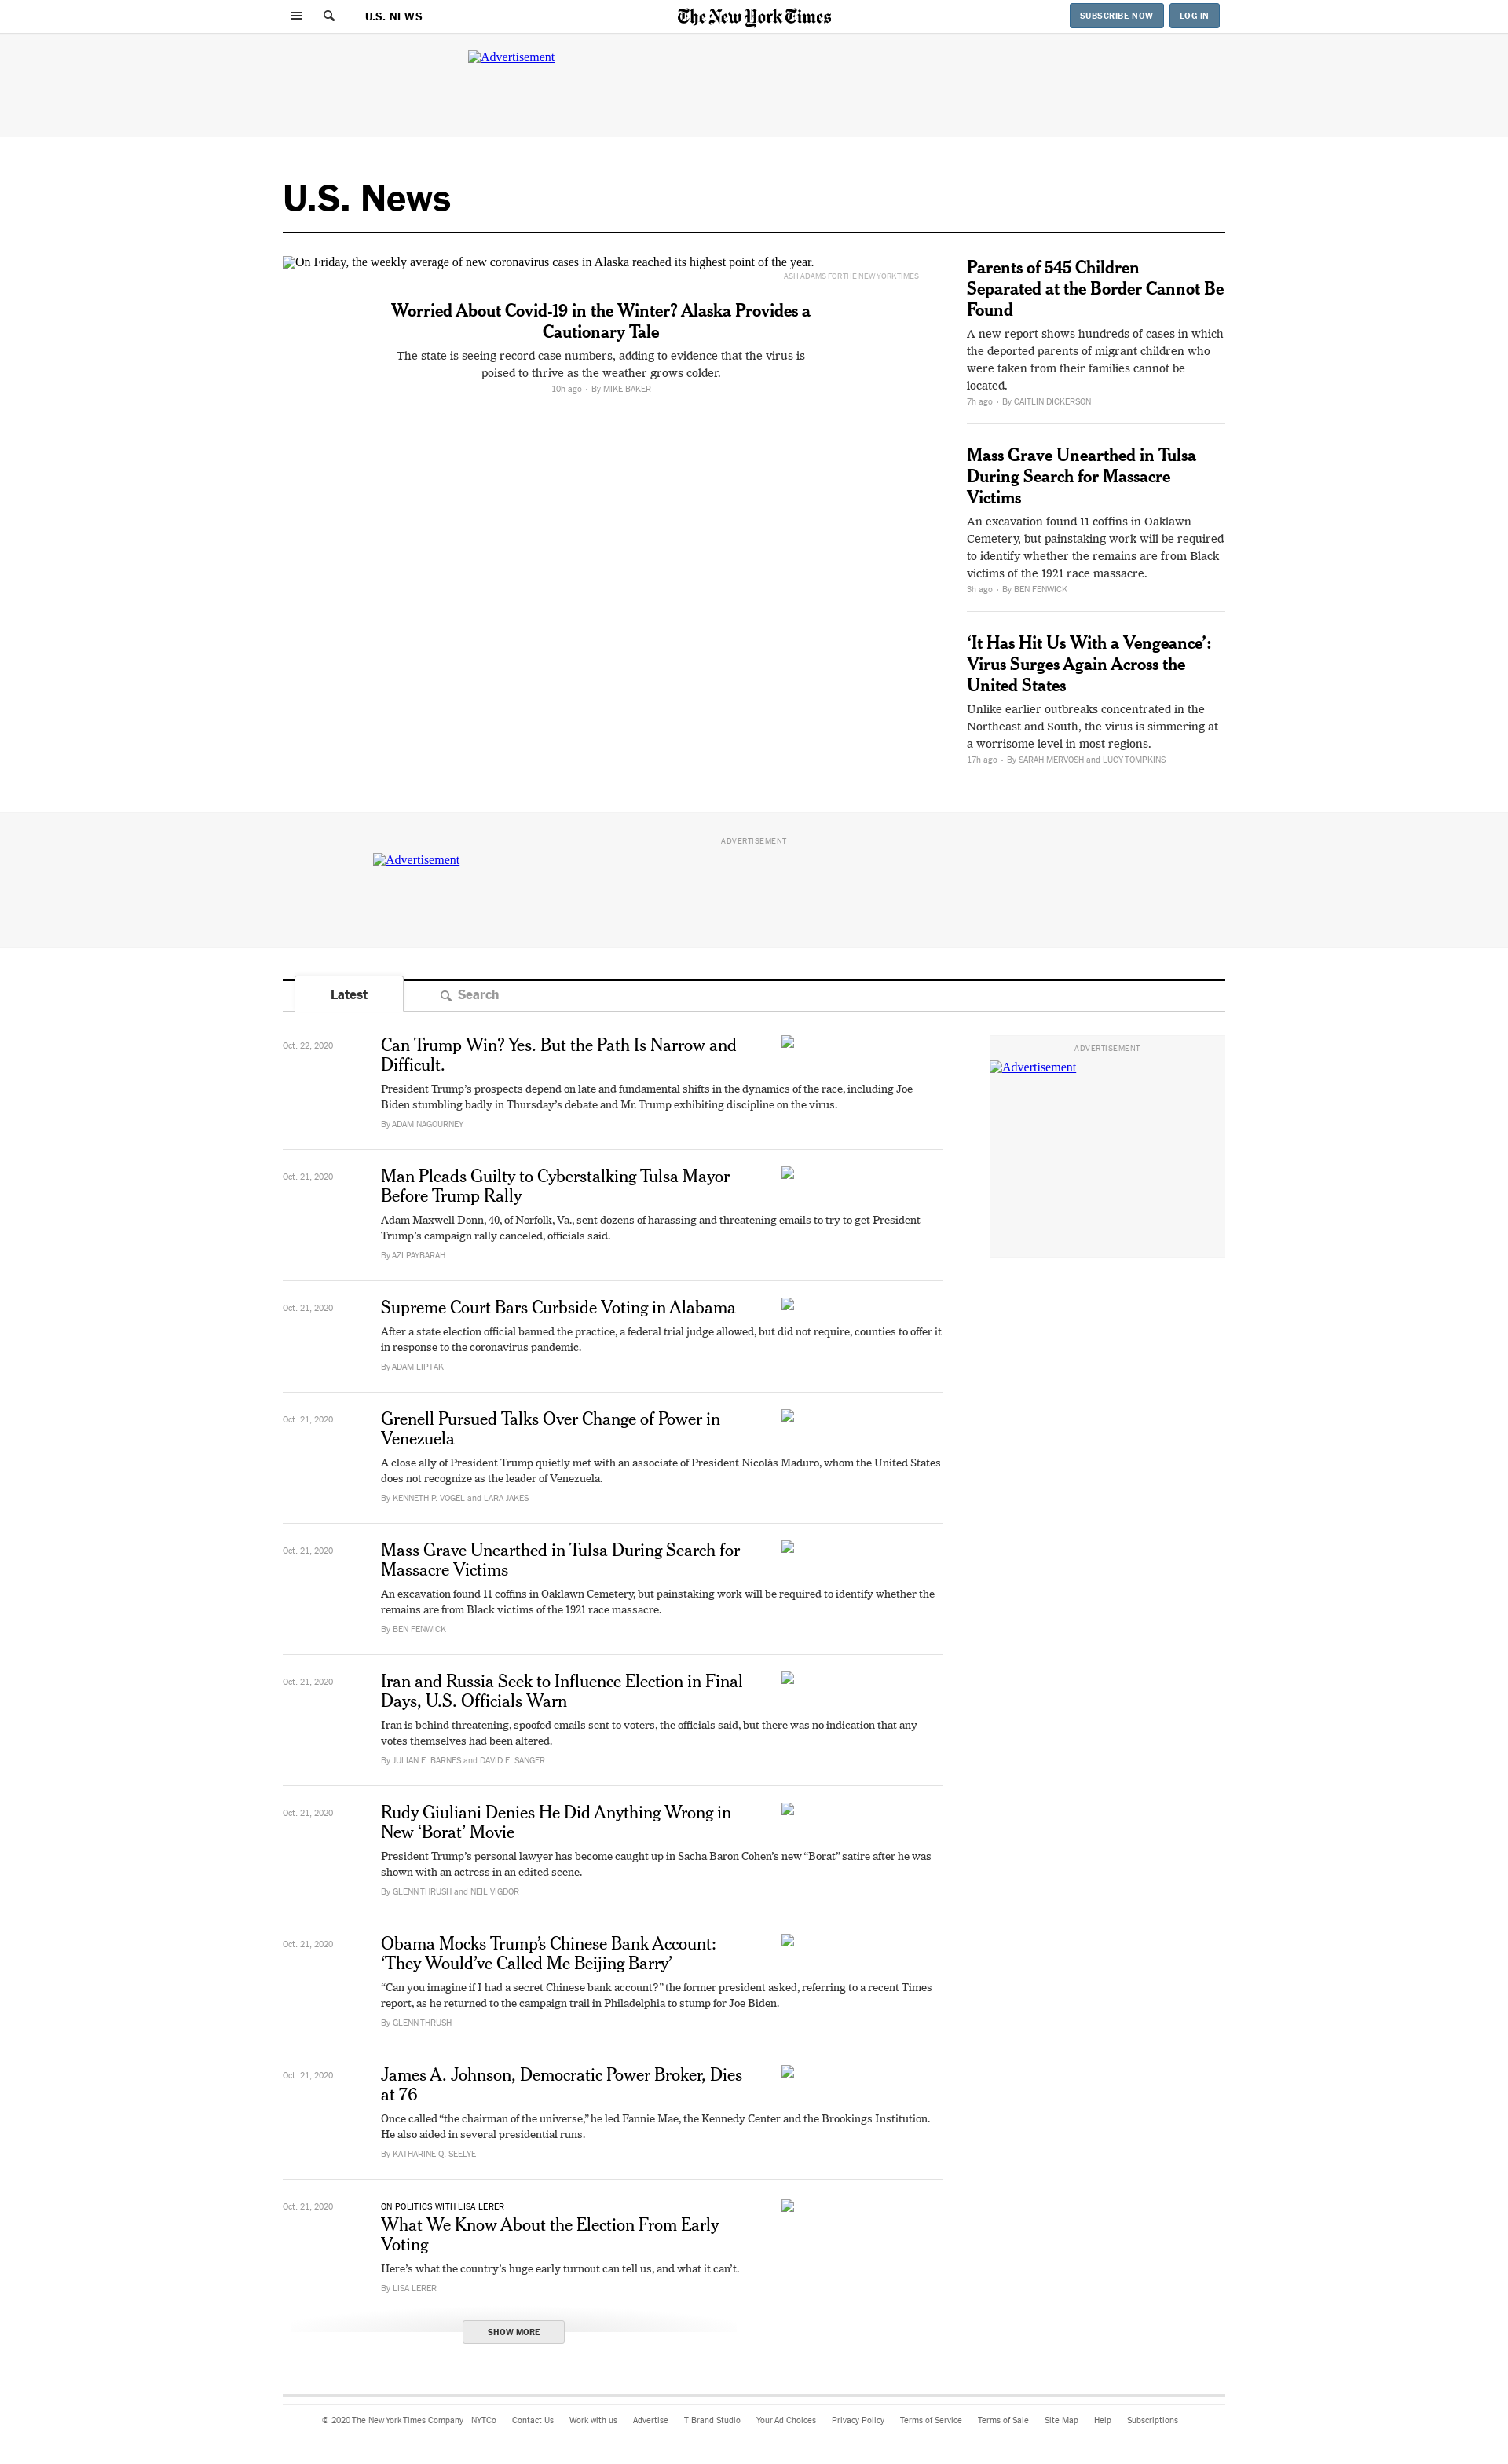 U.S. NEWS
The New York Times
SUBSCRIBE NOW
LOG IN
Advertisement
U.S. News
On Friday, the weekly average of new coronavirus cases in Alaska reached its highest point of the year.
ASH ADAMS FOR THE NEW YORK TIMES
Worried About Covid-19 in the Winter? Alaska Provides a
Cautionary Tale
The state is seeing record case numbers, adding to evidence that the virus is
poised to thrive as the weather grows colder.
10h ago • By MIKE BAKER
Parents of 545 Children
Separated at the Border Cannot Be
Found
A new report shows hundreds of cases in which
the deported parents of migrant children who
were taken from their families cannot be
located.
7h ago • By CAITLIN DICKERSON
Mass Grave Unearthed in Tulsa
During Search for Massacre
Victims
An excavation found 11 coffins in Oaklawn
Cemetery, but painstaking work will be required
to identify whether the remains are from Black
victims of the 1921 race massacre.
3h ago • By BEN FENWICK
‘It Has Hit Us With a Vengeance’:
Virus Surges Again Across the
United States
Unlike earlier outbreaks concentrated in the
Northeast and South, the virus is simmering at
a worrisome level in most regions.
17h ago • By SARAH MERVOSH and LUCY TOMPKINS
ADVERTISEMENT
Advertisement
Latest
Search
Oct. 22, 2020
Can Trump Win? Yes. But the Path Is Narrow and
Difficult.
President Trump’s prospects depend on late and fundamental shifts in the dynamics of the race, including Joe
Biden stumbling badly in Thursday’s debate and Mr. Trump exhibiting discipline on the virus.
By ADAM NAGOURNEY
ADVERTISEMENT
Advertisement
Oct. 21, 2020
Man Pleads Guilty to Cyberstalking Tulsa Mayor
Before Trump Rally
Adam Maxwell Donn, 40, of Norfolk, Va., sent dozens of harassing and threatening emails to try to get President
Trump’s campaign rally canceled, officials said.
By AZI PAYBARAH
Oct. 21, 2020
Supreme Court Bars Curbside Voting in Alabama
After a state election official banned the practice, a federal trial judge allowed, but did not require, counties to offer it
in response to the coronavirus pandemic.
By ADAM LIPTAK
Oct. 21, 2020
Grenell Pursued Talks Over Change of Power in
Venezuela
A close ally of President Trump quietly met with an associate of President Nicolás Maduro, whom the United States
does not recognize as the leader of Venezuela.
By KENNETH P. VOGEL and LARA JAKES
Oct. 21, 2020
Mass Grave Unearthed in Tulsa During Search for
Massacre Victims
An excavation found 11 coffins in Oaklawn Cemetery, but painstaking work will be required to identify whether the
remains are from Black victims of the 1921 race massacre.
By BEN FENWICK
Oct. 21, 2020
Iran and Russia Seek to Influence Election in Final
Days, U.S. Officials Warn
Iran is behind threatening, spoofed emails sent to voters, the officials said, but there was no indication that any
votes themselves had been altered.
By JULIAN E. BARNES and DAVID E. SANGER
Oct. 21, 2020
Rudy Giuliani Denies He Did Anything Wrong in
New ‘Borat’ Movie
President Trump’s personal lawyer has become caught up in Sacha Baron Cohen’s new “Borat” satire after he was
shown with an actress in an edited scene.
By GLENN THRUSH and NEIL VIGDOR
Oct. 21, 2020
Obama Mocks Trump’s Chinese Bank Account:
‘They Would’ve Called Me Beijing Barry’
“Can you imagine if I had a secret Chinese bank account?” the former president asked, referring to a recent Times
report, as he returned to the campaign trail in Philadelphia to stump for Joe Biden.
By GLENN THRUSH
Oct. 21, 2020
James A. Johnson, Democratic Power Broker, Dies
at 76
Once called “the chairman of the universe,” he led Fannie Mae, the Kennedy Center and the Brookings Institution.
He also aided in several presidential runs.
By KATHARINE Q. SEELYE
Oct. 21, 2020
ON POLITICS WITH LISA LERER
What We Know About the Election From Early
Voting
Here’s what the country’s huge early turnout can tell us, and what it can’t.
By LISA LERER
SHOW MORE
© 2020 The New York Times Company NYTCo Contact Us Work with us Advertise T Brand Studio Your Ad Choices Privacy Policy Terms of Service Terms of Sale Site Map Help Subscriptions